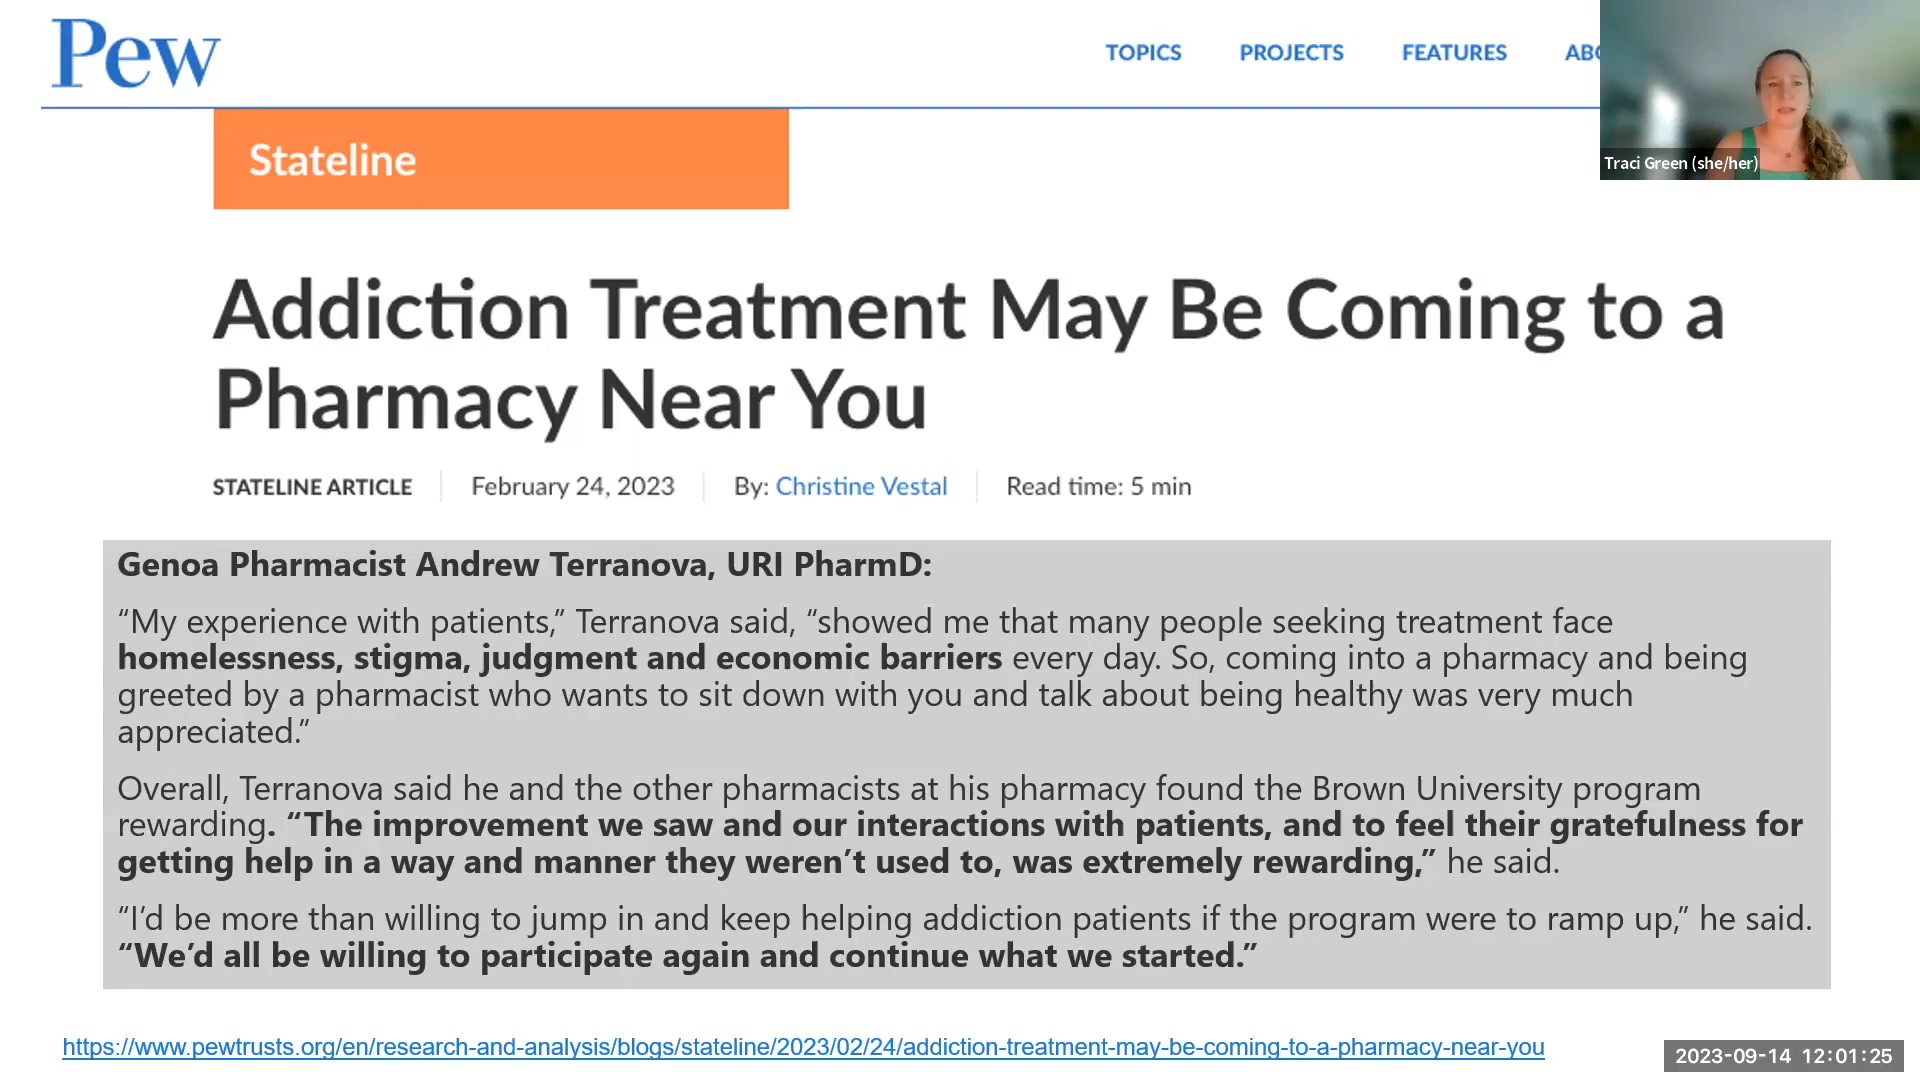 Pew
TOPICS PROJECTS FEATURES
Traci Green (she/her)
Stateline
Addiction Treatment May Be Coming to a
Pharmacy Near You
STATELINE ARTICLE February 24, 2023 By: Christine Vestal Read time: 5 min
Genoa Pharmacist Andrew Terranova, URI PharmD:
“My experience with patients,” Terranova said, “showed me that many people seeking treatment face
homelessness, stigma, judgment and economic barriers every day. So, coming into a pharmacy and being
greeted by a pharmacist who wants to sit down with you and talk about being healthy was very much
appreciated.”
Overall, Terranova said he and the other pharmacists at his pharmacy found the Brown University program
rewarding. “The improvement we saw and our interactions with patients, and to feel their gratefulness for
getting help in a way and manner they weren’t used to, was extremely rewarding,” he said.
“I’d be more than willing to jump in and keep helping addiction patients if the program were to ramp up,” he said.
“We’d all be willing to participate again and continue what we started.”
https://www.pewtrusts.org/en/research-and-analysis/blogs/stateline/2023/02/24/addiction-treatment-may-be-coming-to-a-pharmacy-near-you
2023-09-14 12:01:25